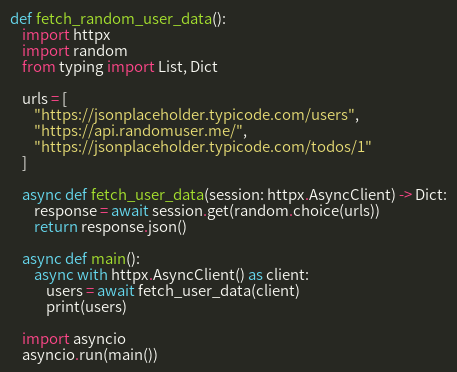 def fetch_random_user_data():
    import httpx
    import random
    from typing import List, Dict

    urls = [
        "https://jsonplaceholder.typicode.com/users",
        "https://api.randomuser.me/",
        "https://jsonplaceholder.typicode.com/todos/1"
    ]

    async def fetch_user_data(session: httpx.AsyncClient) -> Dict:
        response = await session.get(random.choice(urls))
        return response.json()

    async def main():
        async with httpx.AsyncClient() as client:
            users = await fetch_user_data(client)
            print(users)

    import asyncio
    asyncio.run(main())